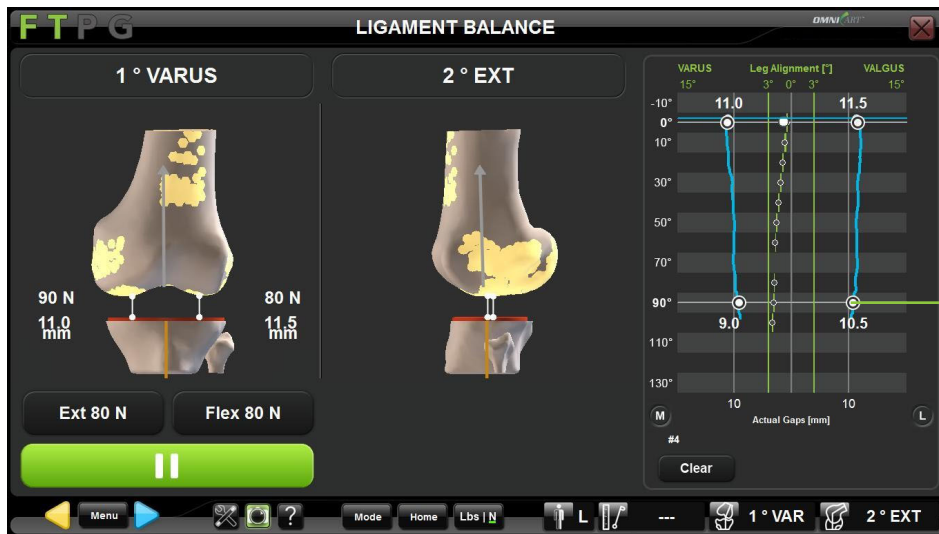 F T P G
LIGAMENT BALANCE
OMNIBOT
1 ° VARUS
2 ° EXT
VARUS Leg Alignment [°] VALGUS
15° 3° 0° 3° 15°
-10°
11.0 11.5
0°
10°
30°
50°
70°
90 N 80 N
90°
11.0 mm 11.5 mm
9.0 10.5
110°
130°
10 10
Ext 80 N Flex 80 N
M Actual Gaps [mm] L
#4
Clear
Menu ? Mode Home Lbs | N L --- 1 ° VAR 2 ° EXT